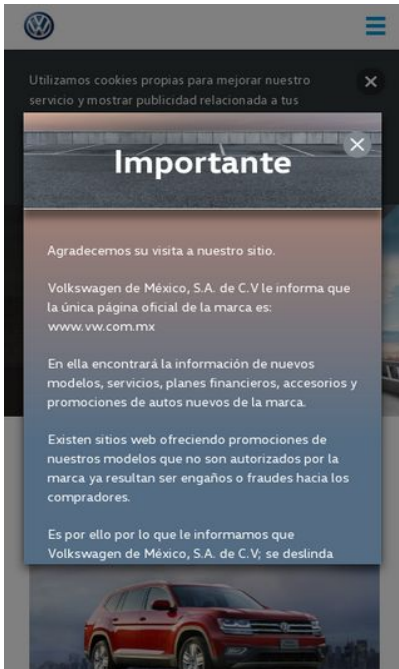 Utilizamos cookies propias para mejorar nuestro
servicio y mostrar publicidad relacionada a tus
Importante
Agradecemos su visita a nuestro sitio.
Volkswagen de México, S.A. de C.V le informa que
la única página oficial de la marca es:
www.vw.com.mx
En ella encontrará la información de nuevos
modelos, servicios, planes financieros, accesorios y
promociones de autos nuevos de la marca.
Existen sitios web ofreciendo promociones de
nuestros modelos que no son autorizados por la
marca ya resultan ser engaños o fraudes hacia los
compradores.
Es por ello por lo que le informamos que
Volkswagen de México, S.A. de C.V; se deslinda